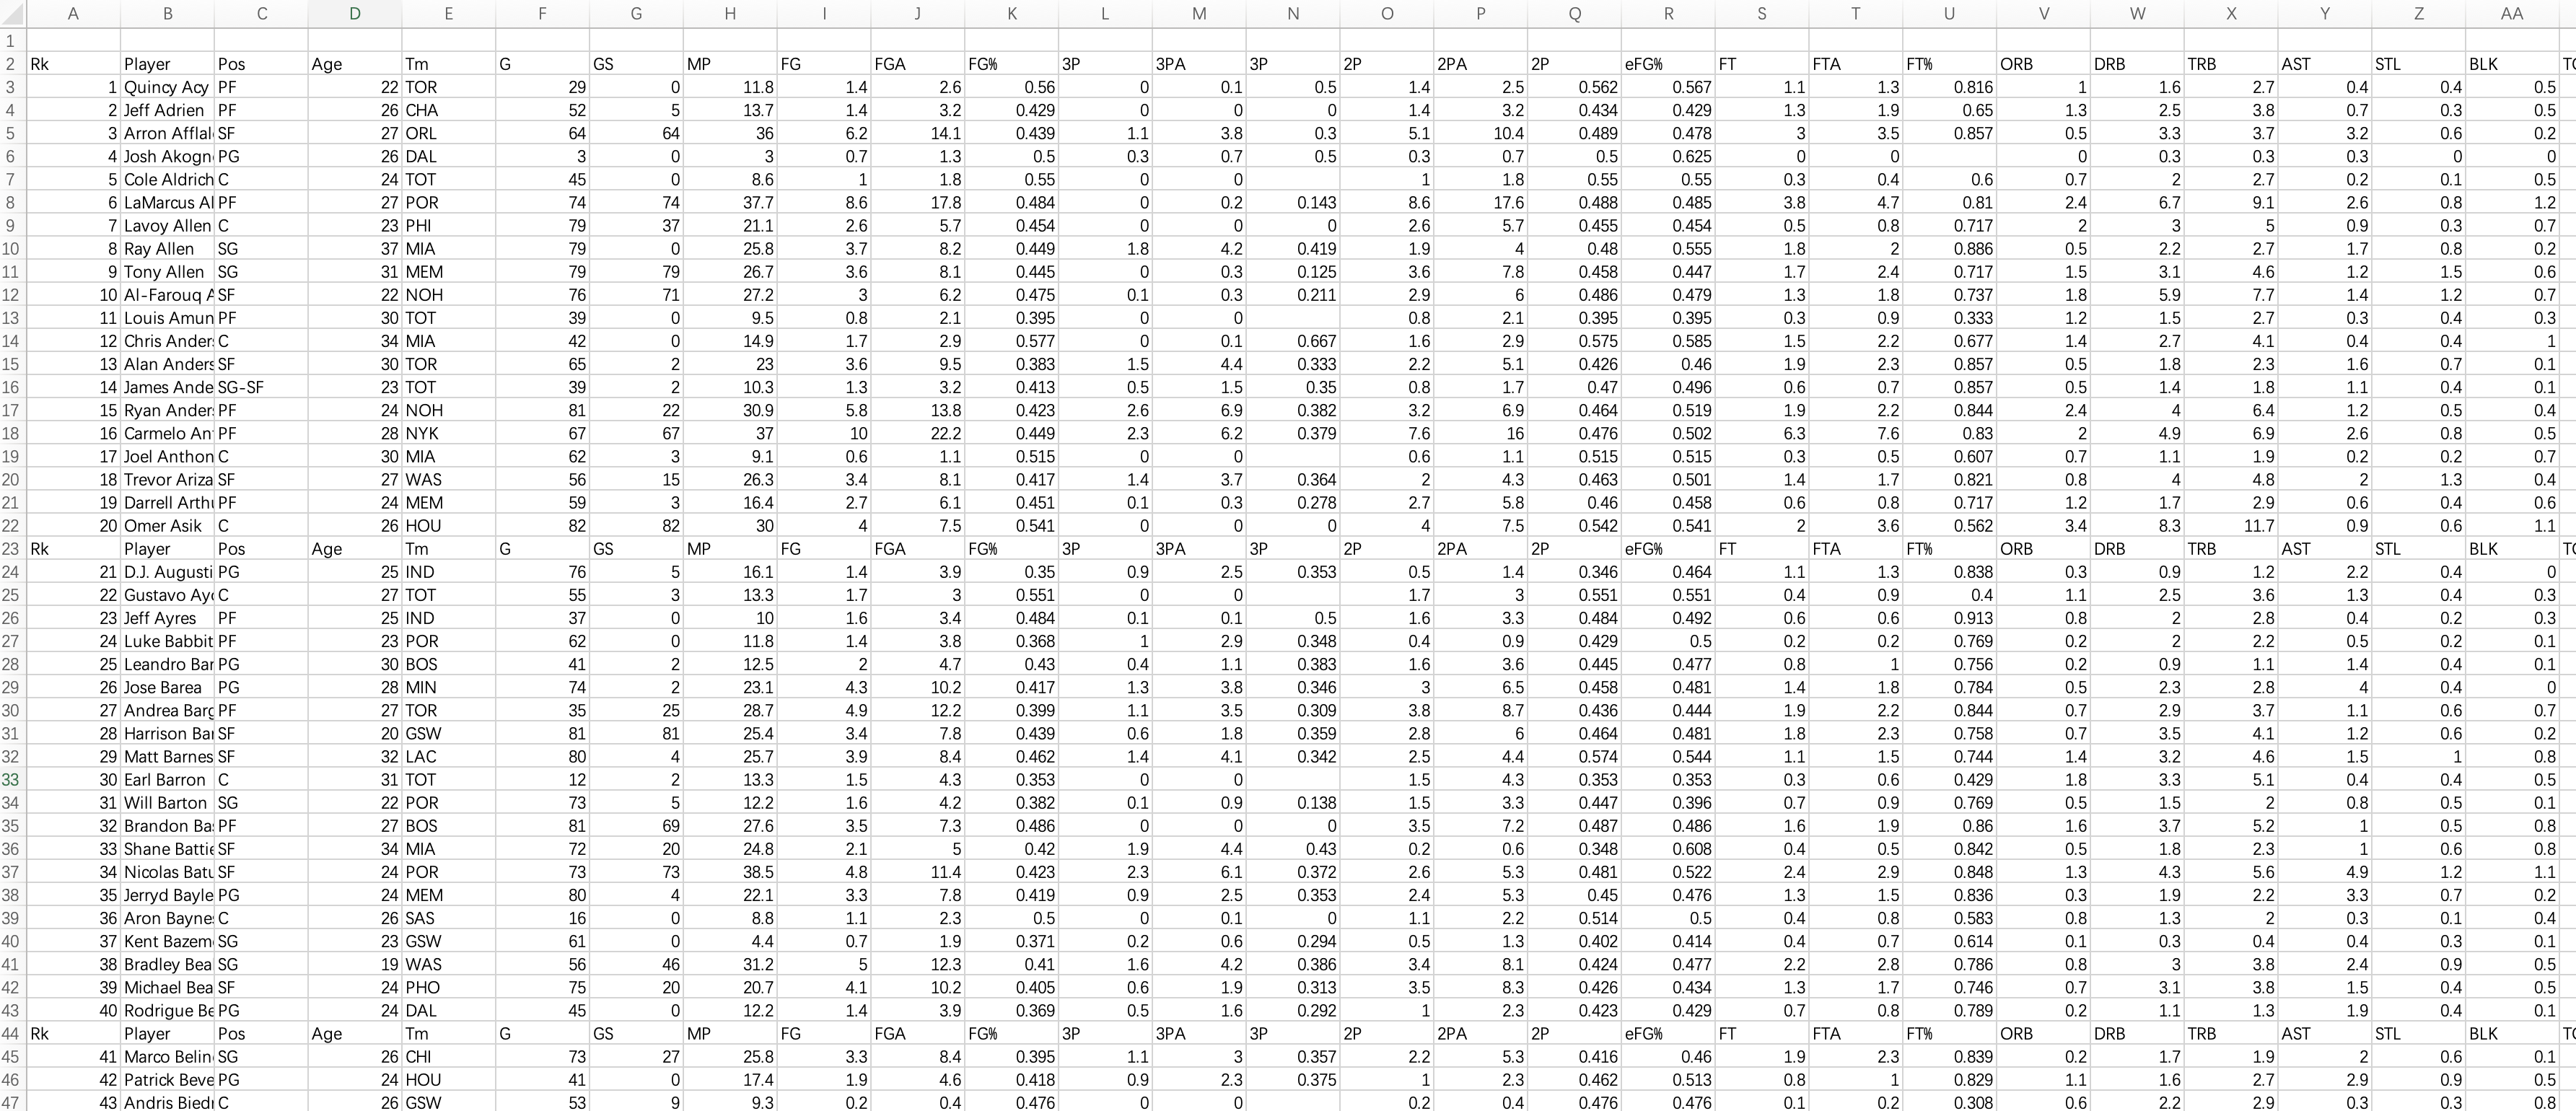 A B C D E F G H I J K L M N O P Q R S T U V W X Y Z AA
1
2 Rk Player Pos Age Tm G GS MP FG FGA FG% 3P 3PA 3P 2P 2PA 2P eFG% FT FTA FT% ORB DRB TRB AST STL BLK
3 1 Quincy Acy PF 22 TOR 29 0 11.8 1.4 2.6 0.56 0 0.1 0.5 1.4 2.5 0.562 0.567 1.1 1.3 0.816 1 1.6 2.7 0.4 0.4 0.5
4 2 Jeff Adrien PF 26 CHA 52 5 13.7 1.4 3.2 0.429 0 0 0 1.4 3.2 0.434 0.429 1.3 1.9 0.65 1.3 2.5 3.8 0.7 0.3 0.5
5 3 Arron Afflal SF 27 ORL 64 64 36 6.2 14.1 0.439 1.1 3.8 0.3 5.1 10.4 0.489 0.478 3 3.5 0.857 0.5 3.3 3.7 3.2 0.6 0.2
6 4 Josh Akogn PG 26 DAL 3 0 3 0.7 1.3 0.5 0.3 0.7 0.5 0.3 0.7 0.5 0.625 0 0 0 0.3 0.3 0.3 0 0
7 5 Cole Aldrich C 24 TOT 45 0 8.6 1 1.8 0.55 0 0 1 1.8 0.55 0.55 0.3 0.4 0.6 0.7 2 2.7 0.2 0.1 0.5
8 6 LaMarcus Al PF 27 POR 74 74 37.7 8.6 17.8 0.484 0 0.2 0.143 8.6 17.6 0.488 0.485 3.8 4.7 0.81 2.4 6.7 9.1 2.6 0.8 1.2
9 7 Lavoy Allen C 23 PHI 79 37 21.1 2.6 5.7 0.454 0 0 0 2.6 5.7 0.455 0.454 0.5 0.8 0.717 2 3 5 0.9 0.3 0.7
10 8 Ray Allen SG 37 MIA 79 0 25.8 3.7 8.2 0.449 1.8 4.2 0.419 1.9 4 0.48 0.555 1.8 2 0.886 0.5 2.2 2.7 1.7 0.8 0.2
11 9 Tony Allen SG 31 MEM 79 79 26.7 3.6 8.1 0.445 0 0.3 0.125 3.6 7.8 0.458 0.447 1.7 2.4 0.717 1.5 3.1 4.6 1.2 1.5 0.6
12 10 Al-Farouq A SF 22 NOH 76 71 27.2 3 6.2 0.475 0.1 0.3 0.211 2.9 6 0.486 0.479 1.3 1.8 0.737 1.8 5.9 7.7 1.4 1.2 0.7
13 11 Louis Amun PF 30 TOT 39 0 9.5 0.8 2.1 0.395 0 0 0.8 2.1 0.395 0.395 0.3 0.9 0.333 1.2 1.5 2.7 0.3 0.4 0.3
14 12 Chris Ander C 34 MIA 42 0 14.9 1.7 2.9 0.577 0 0.1 0.667 1.6 2.9 0.575 0.585 1.5 2.2 0.677 1.4 2.7 4.1 0.4 0.4 1
15 13 Alan Anders SF 30 TOR 65 2 23 3.6 9.5 0.383 1.5 4.4 0.333 2.2 5.1 0.426 0.46 1.9 2.3 0.857 0.5 1.8 2.3 1.6 0.7 0.1
16 14 James Ande SG-SF 23 TOT 39 2 10.3 1.3 3.2 0.413 0.5 1.5 0.35 0.8 1.7 0.47 0.496 0.6 0.7 0.857 0.5 1.4 1.8 1.1 0.4 0.1
17 15 Ryan Ander PF 24 NOH 81 22 30.9 5.8 13.8 0.423 2.6 6.9 0.382 3.2 6.9 0.464 0.519 1.9 2.2 0.844 2.4 4 6.4 1.2 0.5 0.4
18 16 Carmelo An PF 28 NYK 67 67 37 10 22.2 0.449 2.3 6.2 0.379 7.6 16 0.476 0.502 6.3 7.6 0.83 2 4.9 6.9 2.6 0.8 0.5
19 17 Joel Anthon C 30 MIA 62 3 9.1 0.6 1.1 0.515 0 0 0.6 1.1 0.515 0.515 0.3 0.5 0.607 0.7 1.1 1.9 0.2 0.2 0.7
20 18 Trevor Ariza SF 27 WAS 56 15 26.3 3.4 8.1 0.417 1.4 3.7 0.364 2 4.3 0.463 0.501 1.4 1.7 0.821 0.8 4 4.8 2 1.3 0.4
21 19 Darrell Arth PF 24 MEM 59 3 16.4 2.7 6.1 0.451 0.1 0.3 0.278 2.7 5.8 0.46 0.458 0.6 0.8 0.717 1.2 1.7 2.9 0.6 0.4 0.6
22 20 Omer Asik C 26 HOU 82 82 30 4 7.5 0.541 0 0 0 4 7.5 0.542 0.541 2 3.6 0.562 3.4 8.3 11.7 0.9 0.6 1.1
23 Rk Player Pos Age Tm G GS MP FG FGA FG% 3P 3PA 3P 2P 2PA 2P eFG% FT FTA FT% ORB DRB TRB AST STL BLK
24 21 D.J. Augusti PG 25 IND 76 5 16.1 1.4 3.9 0.35 0.9 2.5 0.353 0.5 1.4 0.346 0.464 1.1 1.3 0.838 0.3 0.9 1.2 2.2 0.4 0
25 22 Gustavo Ay C 27 TOT 55 3 13.3 1.7 3 0.551 0 0 1.7 3 0.551 0.551 0.4 0.9 0.4 1.1 2.5 3.6 1.3 0.4 0.3
26 23 Jeff Ayres PF 25 IND 37 0 10 1.6 3.4 0.484 0.1 0.1 0.5 1.6 3.3 0.484 0.492 0.6 0.6 0.913 0.8 2 2.8 0.4 0.2 0.3
27 24 Luke Babbit PF 23 POR 62 0 11.8 1.4 3.8 0.368 1 2.9 0.348 0.4 0.9 0.429 0.5 0.2 0.2 0.769 0.2 2 2.2 0.5 0.2 0.1
28 25 Leandro Bar PG 30 BOS 41 2 12.5 2 4.7 0.43 0.4 1.1 0.383 1.6 3.6 0.445 0.477 0.8 1 0.756 0.2 0.9 1.1 1.4 0.4 0.1
29 26 Jose Barea PG 28 MIN 74 2 23.1 4.3 10.2 0.417 1.3 3.8 0.346 3 6.5 0.458 0.481 1.4 1.8 0.784 0.5 2.3 2.8 4 0.4 0
30 27 Andrea Barg PF 27 TOR 35 25 28.7 4.9 12.2 0.399 1.1 3.5 0.309 3.8 8.7 0.436 0.444 1.9 2.2 0.844 0.7 2.9 3.7 1.1 0.6 0.7
31 28 Harrison Bar SF 20 GSW 81 81 25.4 3.4 7.8 0.439 0.6 1.8 0.359 2.8 6 0.464 0.481 1.8 2.3 0.758 0.7 3.5 4.1 1.2 0.6 0.2
32 29 Matt Barnes SF 32 LAC 80 4 25.7 3.9 8.4 0.462 1.4 4.1 0.342 2.5 4.4 0.574 0.544 1.1 1.5 0.744 1.4 3.2 4.6 1.5 1 0.8
33 30 Earl Barron C 31 TOT 12 2 13.3 1.5 4.3 0.353 0 0 1.5 4.3 0.353 0.353 0.3 0.6 0.429 1.8 3.3 5.1 0.4 0.4 0.5
34 31 Will Barton SG 22 POR 73 5 12.2 1.6 4.2 0.382 0.1 0.9 0.138 1.5 3.3 0.447 0.396 0.7 0.9 0.769 0.5 1.5 2 0.8 0.5 0.1
35 32 Brandon Ba PF 27 BOS 81 69 27.6 3.5 7.3 0.486 0 0 0 3.5 7.2 0.487 0.486 1.6 1.9 0.86 1.6 3.7 5.2 1 0.5 0.8
36 33 Shane Battie SF 34 MIA 72 20 24.8 2.1 5 0.42 1.9 4.4 0.43 0.2 0.6 0.348 0.608 0.4 0.5 0.842 0.5 1.8 2.3 1 0.6 0.8
37 34 Nicolas Batu SF 24 POR 73 73 38.5 4.8 11.4 0.423 2.3 6.1 0.372 2.6 5.3 0.481 0.522 2.4 2.9 0.848 1.3 4.3 5.6 4.9 1.2 1.1
38 35 Jerryd Bayle PG 24 MEM 80 4 22.1 3.3 7.8 0.419 0.9 2.5 0.353 2.4 5.3 0.45 0.476 1.3 1.5 0.836 0.3 1.9 2.2 3.3 0.7 0.2
39 36 Aron Bayne C 26 SAS 16 0 8.8 1.1 2.3 0.5 0 0.1 0 1.1 2.2 0.514 0.5 0.4 0.8 0.583 0.8 1.3 2 0.3 0.1 0.4
40 37 Kent Bazem SG 23 GSW 61 0 4.4 0.7 1.9 0.371 0.2 0.6 0.294 0.5 1.3 0.402 0.414 0.4 0.7 0.614 0.1 0.3 0.4 0.4 0.3 0.1
41 38 Bradley Bea SG 19 WAS 56 46 31.2 5 12.3 0.41 1.6 4.2 0.386 3.4 8.1 0.424 0.477 2.2 2.8 0.786 0.8 3 3.8 2.4 0.9 0.5
42 39 Michael Bea SF 24 PHO 75 20 20.7 4.1 10.2 0.405 0.6 1.9 0.313 3.5 8.3 0.426 0.434 1.3 1.7 0.746 0.7 3.1 3.8 1.5 0.4 0.5
43 40 Rodrigue Be PG 24 DAL 45 0 12.2 1.4 3.9 0.369 0.5 1.6 0.292 1 2.3 0.423 0.429 0.7 0.8 0.789 0.2 1.1 1.3 1.9 0.4 0.1
44 Rk Player Pos Age Tm G GS MP FG FGA FG% 3P 3PA 3P 2P 2PA 2P eFG% FT FTA FT% ORB DRB TRB AST STL BLK
45 41 Marco Belin SG 26 CHI 73 27 25.8 3.3 8.4 0.395 1.1 3 0.357 2.2 5.3 0.416 0.46 1.9 2.3 0.839 0.2 1.7 1.9 2 0.6 0.1
46 42 Patrick Beve PG 24 HOU 41 0 17.4 1.9 4.6 0.418 0.9 2.3 0.375 1 2.3 0.462 0.513 0.8 1 0.829 1.1 1.6 2.7 2.9 0.9 0.5
47 43 Andris Biedr C 26 GSW 53 9 9.3 0.2 0.4 0.476 0 0 0.2 0.4 0.476 0.476 0.1 0.2 0.308 0.6 2.2 2.9 0.3 0.3 0.8